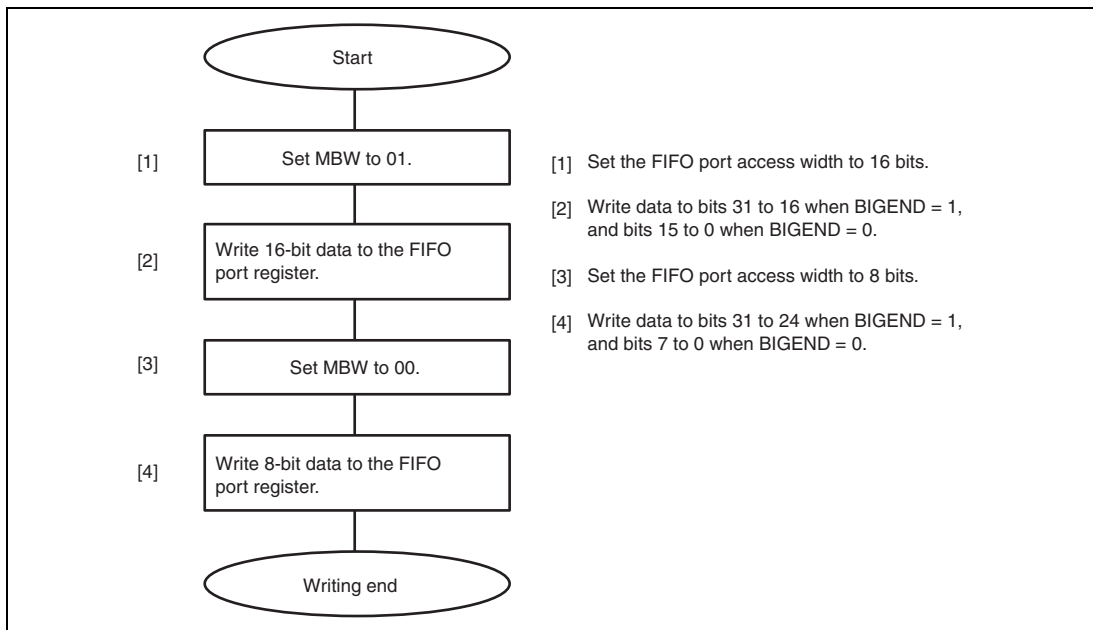 Start
[1]
Set MBW to 01.
[2]
Write 16-bit data to the FIFO
port register.
[3]
Set MBW to 00.
[4]
Write 8-bit data to the FIFO
port register.
Writing end
[1] Set the FIFO port access width to 16 bits.
[2] Write data to bits 31 to 16 when BIGEND = 1,
and bits 15 to 0 when BIGEND = 0.
[3] Set the FIFO port access width to 8 bits.
[4] Write data to bits 31 to 24 when BIGEND = 1,
and bits 7 to 0 when BIGEND = 0.